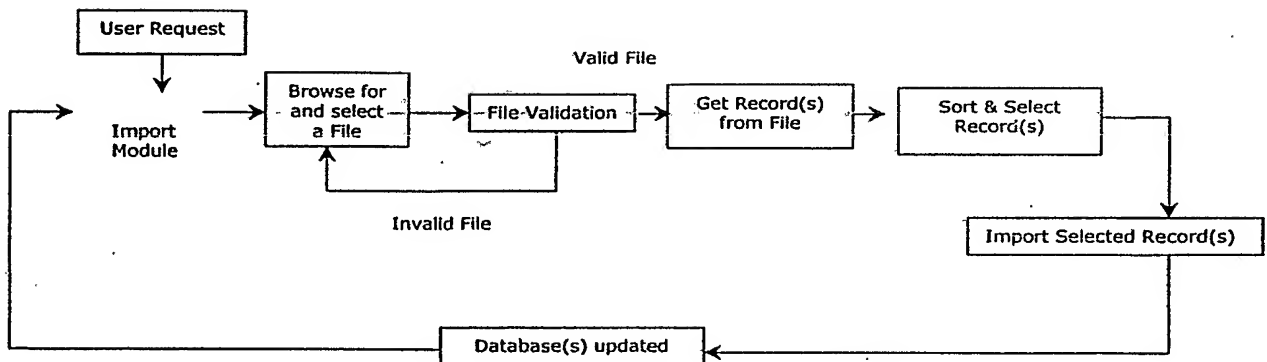 User Request
Valid File
Browse for
and select
a File
File-Validation
Get Record(s)
from File
Sort & Select
Record(s)
Import
Module
Invalid File
Import Selected Record(s)
Database(s) updated